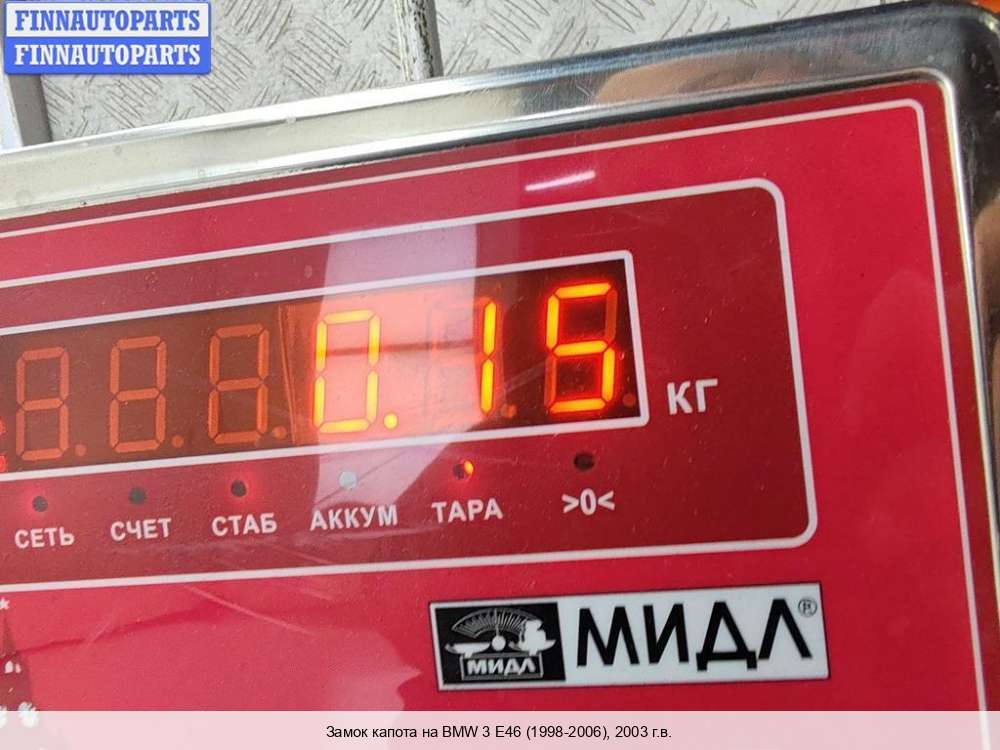 FINNAUTOPARTS
FINNAUTOPARTS
0.15
КГ
СЕТЬ СЧЕТ СТАБ АККУМ ТАРА >0<
МИДЛ МИДЛ®
Замок капота на BMW 3 E46 (1998-2006), 2003 г.в.